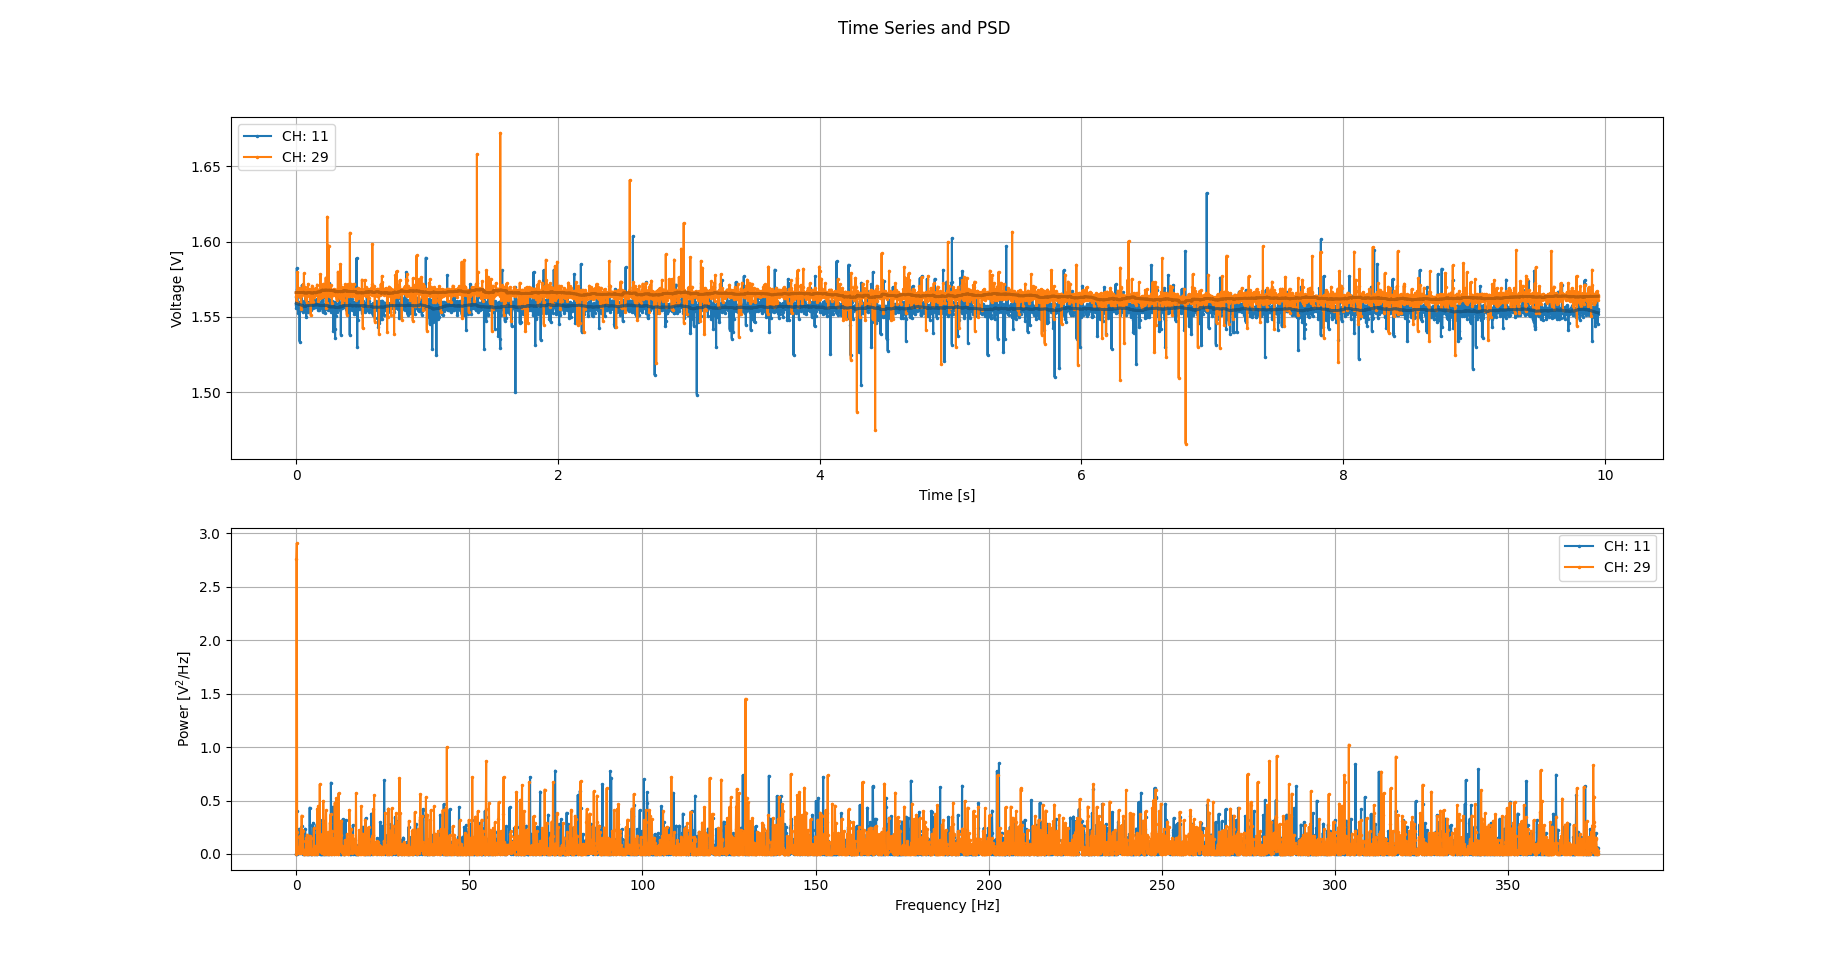 Time Series and PSD
CH: 11
CH: 29
Voltage [V]
1.65
1.60
1.55
1.50
0 2 4 6 8 10
Time [s]
CH: 11
CH: 29
Power [V²/Hz]
3.0
2.5
2.0
1.5
1.0
0.5
0.0
0 50 100 150 200 250 300 350
Frequency [Hz]